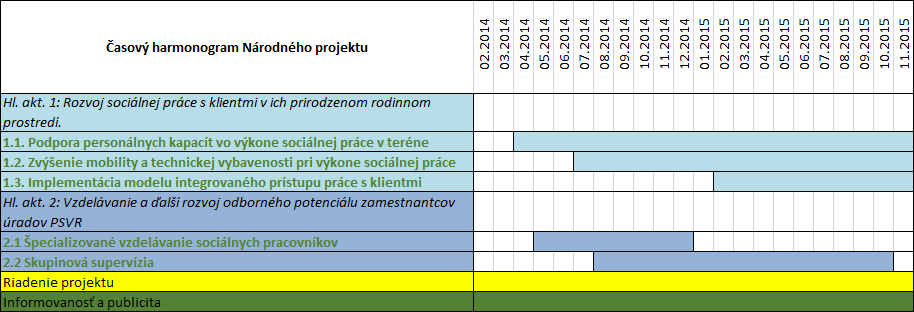 Časový harmonogram Národného projektu
02.2014
03.2014
04.2014
05.2014
06.2014
07.2014
08.2014
09.2014
10.2014
11.2014
12.2014
01.2015
02.2015
03.2015
04.2015
05.2015
06.2015
07.2015
08.2015
09.2015
10.2015
11.2015
Hl. akt. 1: Rozvoj sociálnej práce s klientmi v ich prirodzenom rodinnom
prostredí.
1.1. Podpora personálnych kapacít vo výkone sociálnej práce v teréne
1.2. Zvýšenie mobility a technickej vybavenosti pri výkone sociálnej práce
1.3. Implementácia modelu integrovaného prístupu práce s klientmi
Hl. akt. 2: Vzdelávanie a ďalší rozvoj odborného potenciálu zamestnantcov
úradov PSVR
2.1 Špecializované vzdelávanie sociálnych pracovníkov
2.2 Skupinová supervízia
Riadenie projektu
Informovanosť a publicita